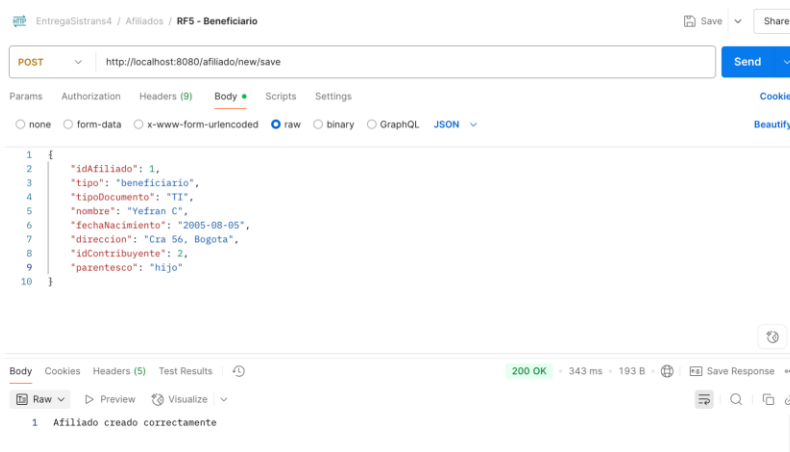 HTTP EntregaSistrans4 / Afiliados / RF5 - Beneficiario Save Share
POST http://localhost:8080/afiliado/new/save Send
Params Authorization Headers (9) Body Scripts Settings Cookie
none form-data x-www-form-urlencoded raw binary GraphQL JSON Beautify
1 {
2 "idAfiliado": 1,
3 "tipo": "beneficiario",
4 "tipoDocumento": "TI",
5 "nombre": "Yefran C",
6 "fechaNacimiento": "2005-08-05",
7 "direccion": "Cra 56, Bogota",
8 "idContribuyente": 2,
9 "parentesco": "hijo"
10 }
Body Cookies Headers (5) Test Results 200 OK 343 ms 193 B Save Response
Raw Preview Visualize
1 Afiliado creado correctamente